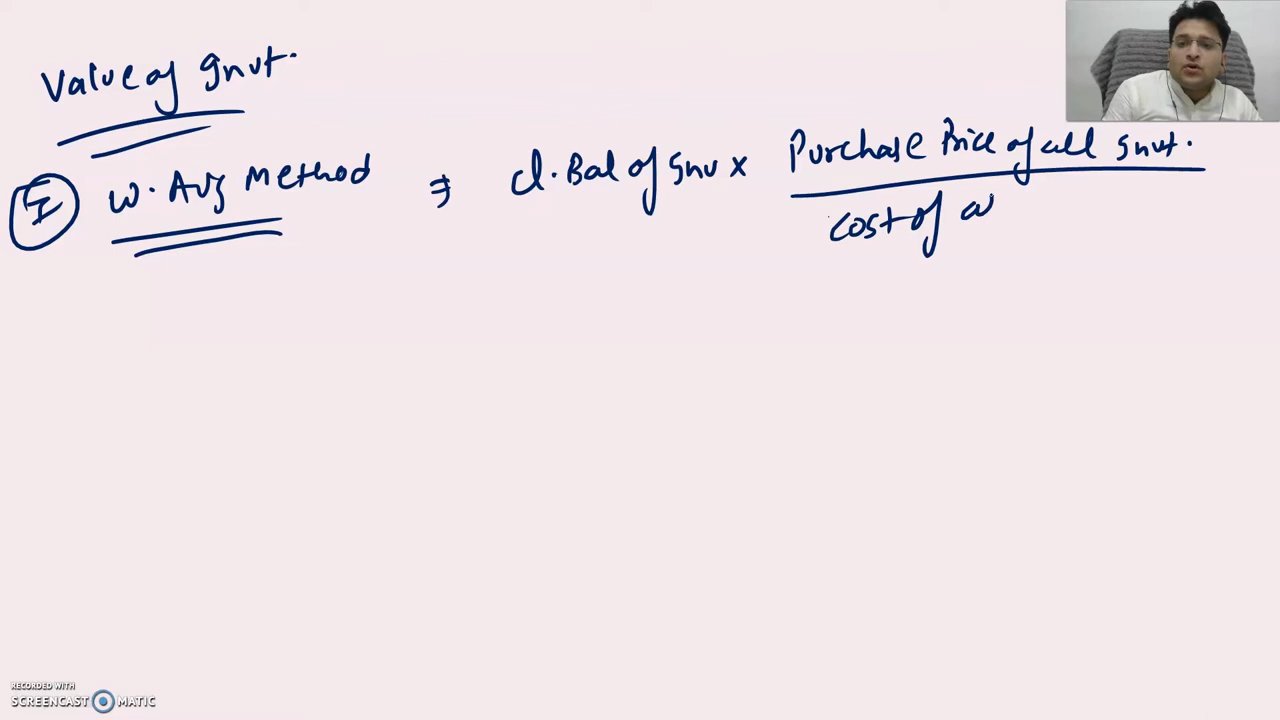 Value of Invt.
I W. Avg Method ⇒ Cl. Bal of Inv x Purchase Price of all Invt.
Cost of a
RECORDED WITH
SCREENCAST MATIC